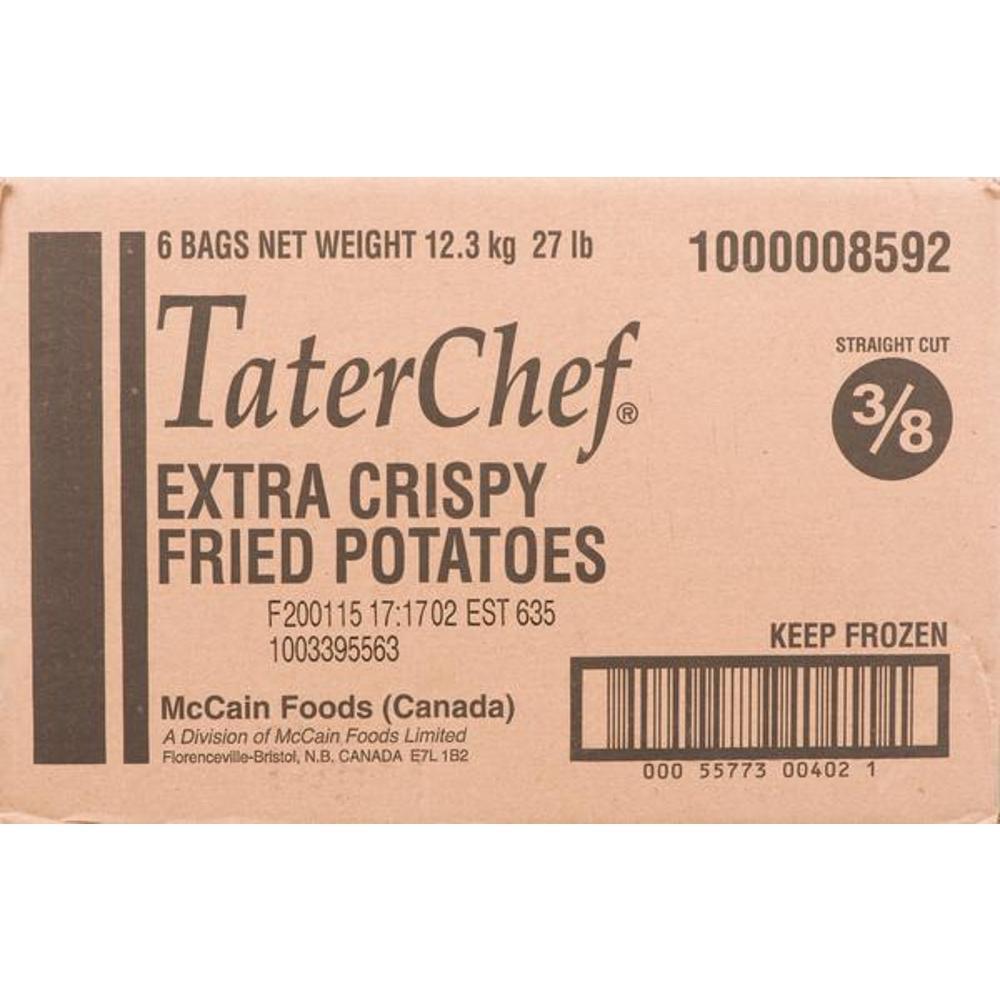 6 BAGS NET WEIGHT 12.3 kg 27 lb
1000008592
TaterChef®
STRAIGHT CUT
3/8
EXTRA CRISPY
FRIED POTATOES
F200115 17:1702 EST 635
1003395563
KEEP FROZEN
McCain Foods (Canada)
A Division of McCain Foods Limited
Florenceville-Bristol, N.B. CANADA E7L 1B2
000 55773 00402 1